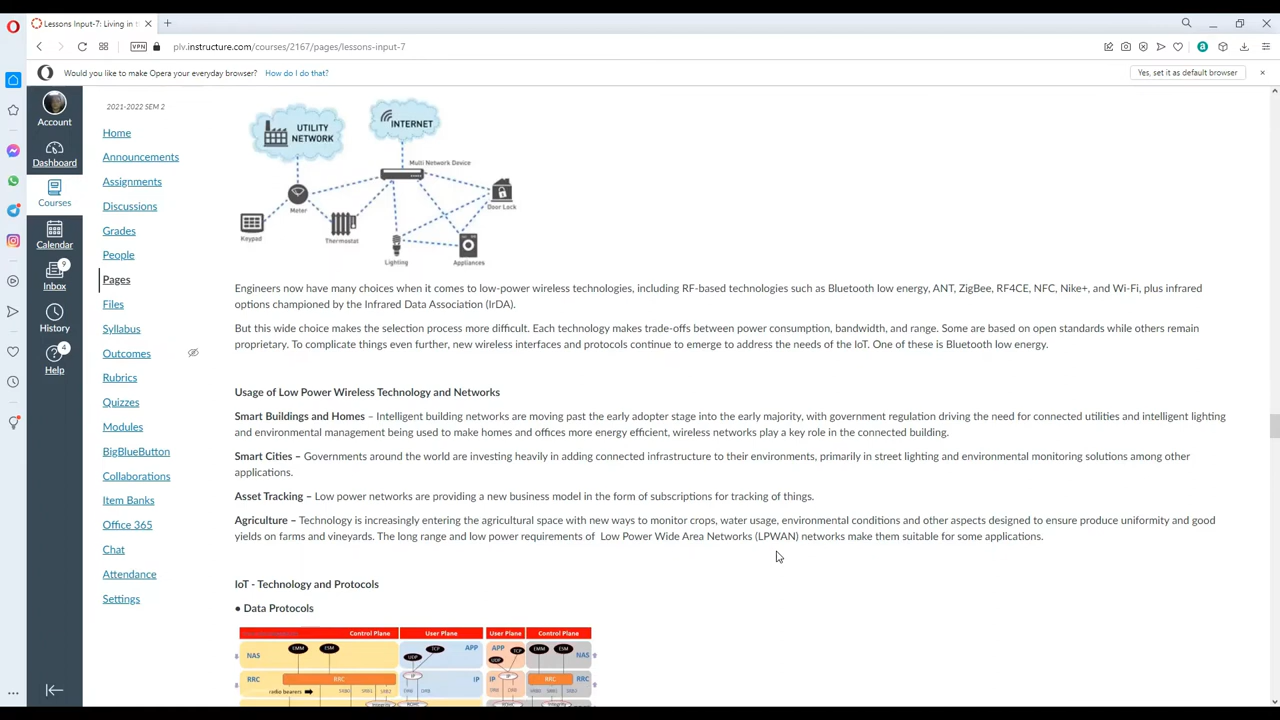 Lessons Input-7: Living in
plv.instructure.com/courses/2167/pages/lessons-input-7
VPN
Would you like to make Opera your everyday browser? How do I do that?
Yes, set it as default browser
Account
Dashboard
Courses
Calendar
9
Inbox
History
4
Help
2021-2022 SEM 2
Home
Announcements
Assignments
Discussions
Grades
People
Pages
Files
Syllabus
Outcomes
Rubrics
Quizzes
Modules
BigBlueButton
Collaborations
Item Banks
Office 365
Chat
Attendance
Settings
UTILITY
NETWORK
INTERNET
Multi Network Device
Meter
Door Lock
Keypad
Thermostat
Lighting
Appliances
Engineers now have many choices when it comes to low-power wireless technologies, including RF-based technologies such as Bluetooth low energy, ANT, ZigBee, RF4CE, NFC, Nike+, and Wi-Fi, plus infrared
options championed by the Infrared Data Association (IrDA).
But this wide choice makes the selection process more difficult. Each technology makes trade-offs between power consumption, bandwidth, and range. Some are based on open standards while others remain
proprietary. To complicate things even further, new wireless interfaces and protocols continue to emerge to address the needs of the IoT. One of these is Bluetooth low energy.
Usage of Low Power Wireless Technology and Networks
Smart Buildings and Homes – Intelligent building networks are moving past the early adopter stage into the early majority, with government regulation driving the need for connected utilities and intelligent lighting
and environmental management being used to make homes and offices more energy efficient, wireless networks play a key role in the connected building.
Smart Cities – Governments around the world are investing heavily in adding connected infrastructure to their environments, primarily in street lighting and environmental monitoring solutions among other
applications.
Asset Tracking – Low power networks are providing a new business model in the form of subscriptions for tracking of things.
Agriculture – Technology is increasingly entering the agricultural space with new ways to monitor crops, water usage, environmental conditions and other aspects designed to ensure produce uniformity and good
yields on farms and vineyards. The long range and low power requirements of Low Power Wide Area Networks (LPWAN) networks make them suitable for some applications.
IoT - Technology and Protocols
● Data Protocols
Control Plane User Plane User Plane Control Plane
NAS EMM ESM UDP TCP APP APP UDP TCP EMM ESM NAS
RRC RRC IP IP IP IP RRC RRC
radio bearers